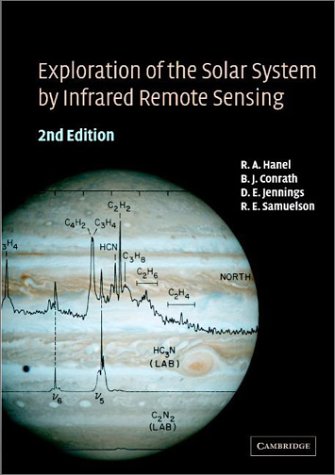 Exploration of the Solar System
by Infrared Remote Sensing
2nd Edition
R. A. Hanel
B. J. Conrath
D. E. Jennings
R. E. Samuelson
C2H2
C4H2
C3H4
3H4
HCN
C3H8
C2H6
NORTH
C2H4
HC3N
(LAB)
ν6
ν5
C2N2
(LAB)
CAMBRIDGE